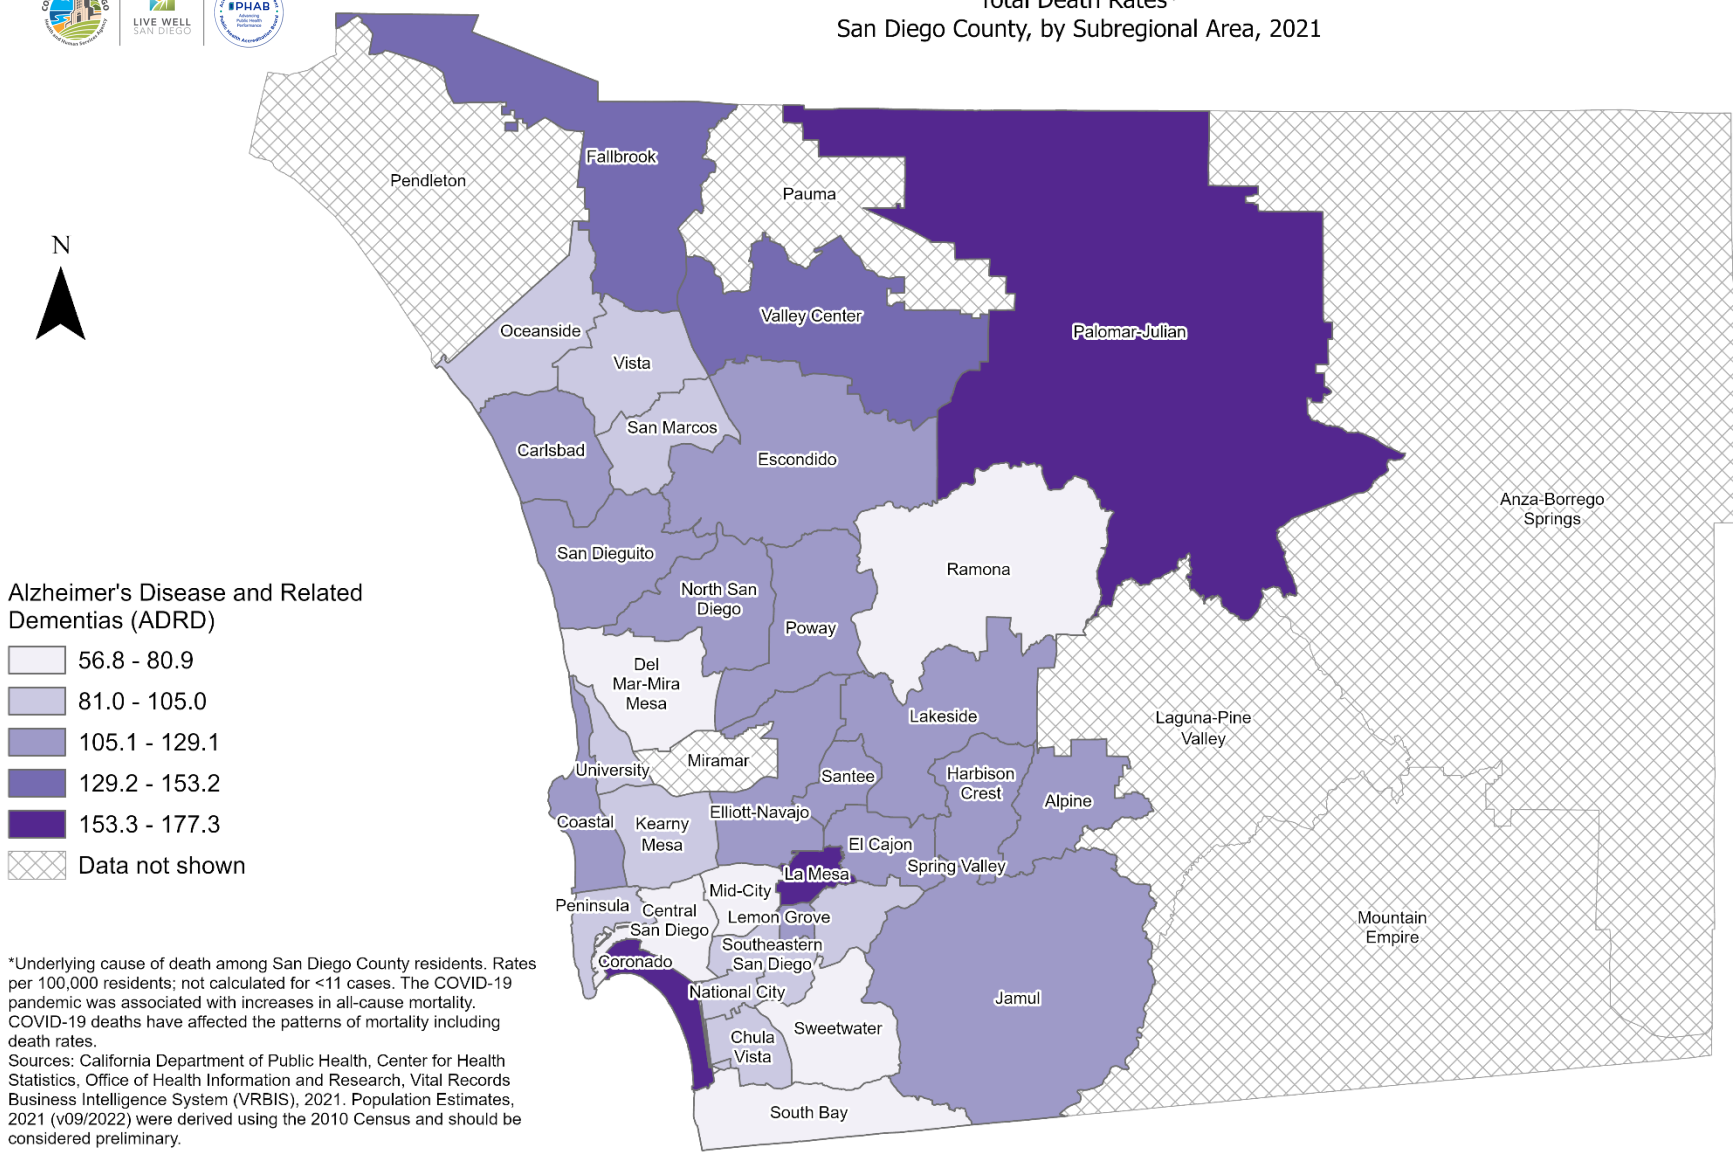 LIVE WELL
SAN DIEGO
PHAB
Advancing
Public Health
Performance
Total Death Rates*
San Diego County, by Subregional Area, 2021
N
Pendleton
Fallbrook
Pauma
Valley Center
Palomar-Julian
Oceanside
Vista
San Marcos
Carlsbad
Escondido
Anza-Borrego
Springs
San Dieguito
Ramona
North San
Diego
Poway
Del
Mar-Mira
Mesa
Lakeside
Laguna-Pine
Valley
Miramar
University
Santee
Harbison
Crest
Alpine
Elliott-Navajo
Coastal
Kearny
Mesa
El Cajon
Spring Valley
La Mesa
Mid-City
Peninsula
Central
San Diego
Lemon Grove
Southeastern
San Diego
Coronado
Mountain
Empire
National City
Jamul
Sweetwater
Chula
Vista
South Bay
Alzheimer's Disease and Related
Dementias (ADRD)
56.8 - 80.9
81.0 - 105.0
105.1 - 129.1
129.2 - 153.2
153.3 - 177.3
Data not shown
*Underlying cause of death among San Diego County residents. Rates
per 100,000 residents; not calculated for <11 cases. The COVID-19
pandemic was associated with increases in all-cause mortality.
COVID-19 deaths have affected the patterns of mortality including
death rates.
Sources: California Department of Public Health, Center for Health
Statistics, Office of Health Information and Research, Vital Records
Business Intelligence System (VRBIS), 2021. Population Estimates,
2021 (v09/2022) were derived using the 2010 Census and should be
considered preliminary.